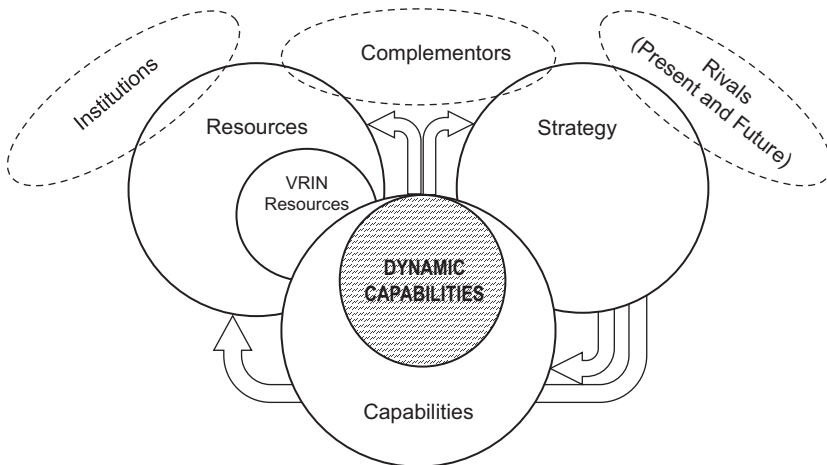 Institutions
Complementors
Rivals
(Present and Future)
Resources
Strategy
VRIN
Resources
DYNAMIC
CAPABILITIES
Capabilities